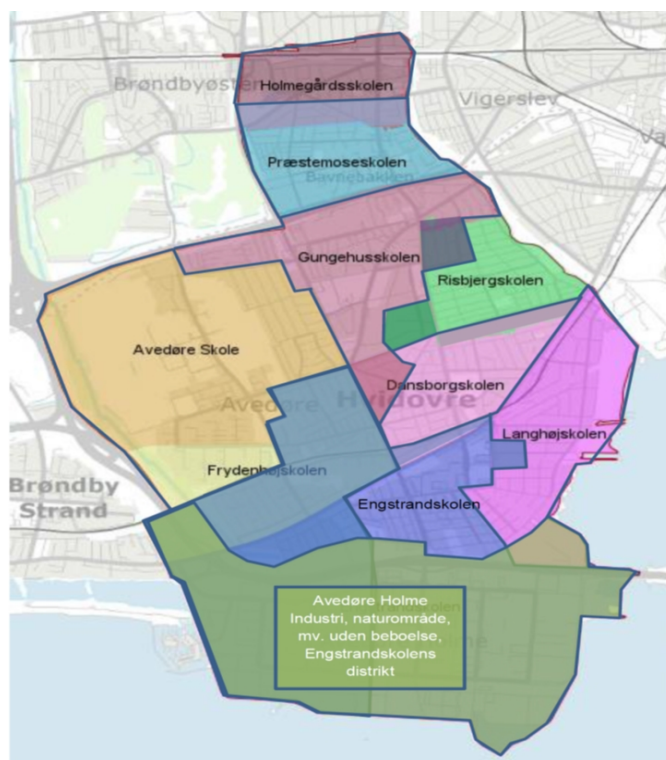 Holmegårdsskolen
Brøndbyøster
Vigerslev
Præstemoseskolen
Bavnebakken
Gungehusskolen
Risbjergskolen
Avedøre Skole
Dansborgskolen
Avedøre
Hvidovre
Langhøjskolen
Frydenhøjskolen
Brøndby
Strand
Engstrandskolen
Avedøre Holme
Industri, naturområde,
mv. uden beboelse,
Engstrandskolens
distrikt